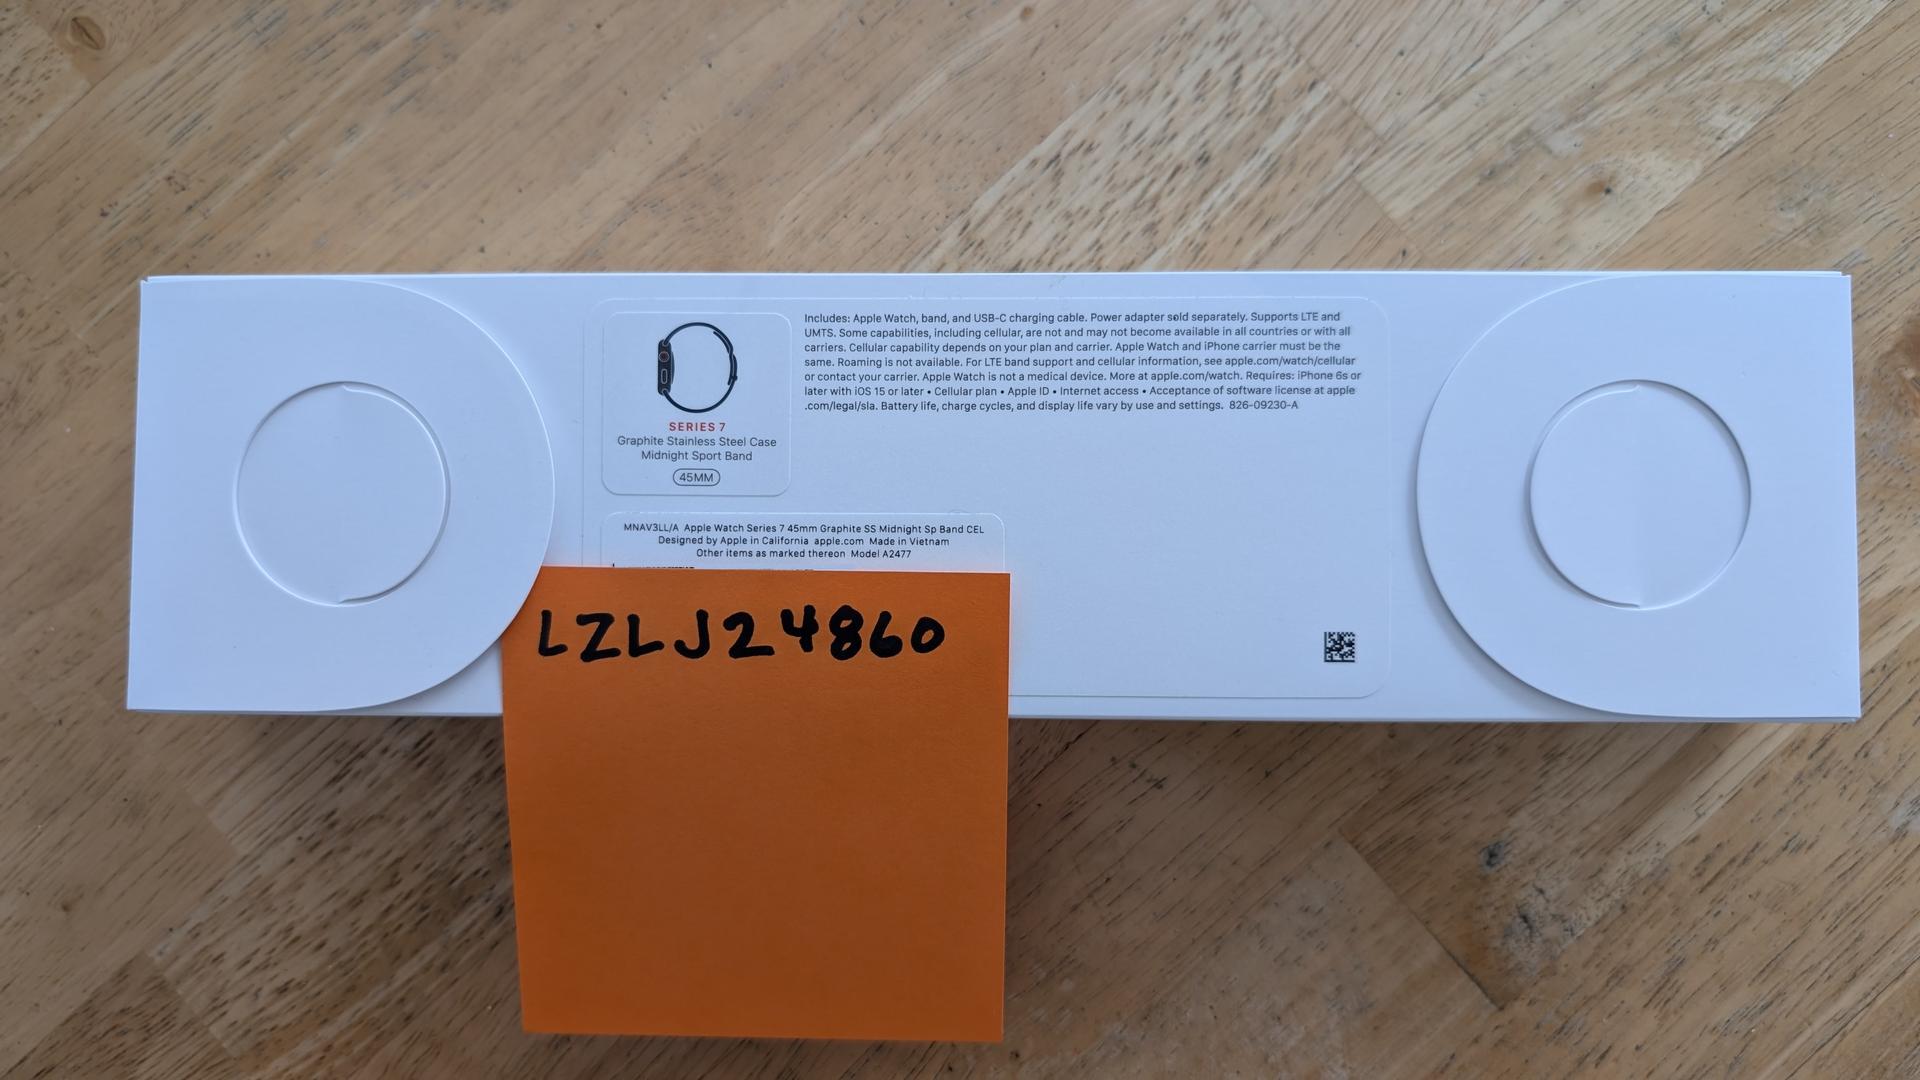 Includes: Apple Watch, band, and USB-C charging cable. Power adapter sold separately. Supports LTE and
UMTS. Some capabilities, including cellular, are not and may not become available in all countries or with all
carriers. Cellular capability depends on your plan and carrier. Apple Watch and iPhone carrier must be the
same. Roaming is not available. For LTE band support and cellular information, see apple.com/watch/cellular
or contact your carrier. Apple Watch is not a medical device. More at apple.com/watch. Requires: iPhone 6s or
later with iOS 15 or later • Cellular plan • Apple ID • Internet access • Acceptance of software license at apple
.com/legal/sla. Battery life, charge cycles, and display life vary by use and settings. 826-09230-A
SERIES 7
Graphite Stainless Steel Case
Midnight Sport Band
45MM
MNAV3LL/A Apple Watch Series 7 45mm Graphite SS Midnight Sp Band CEL
Designed by Apple in California apple.com Made in Vietnam
Other items as marked thereon Model A2477
LZLJ24860